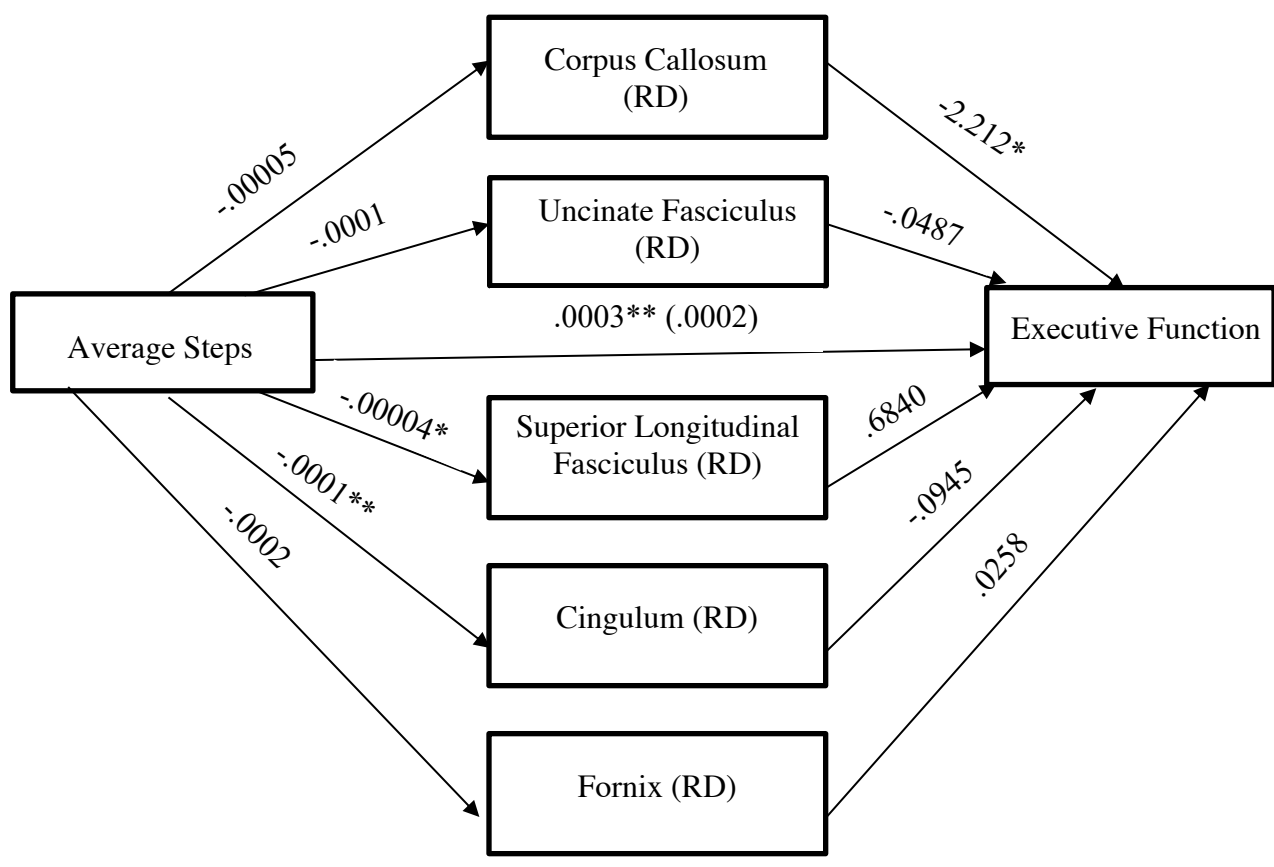 Corpus Callosum
(RD)
-2.212*
-.00005
-.0001
Uncinate Fasciculus
(RD)
-.0487
.0003** (.0002)
Average Steps
Executive Function
-.00004*
Superior Longitudinal
Fasciculus (RD)
.6840
-.0001**
-.0002
-.0945
.0258
Cingulum (RD)
Fornix (RD)